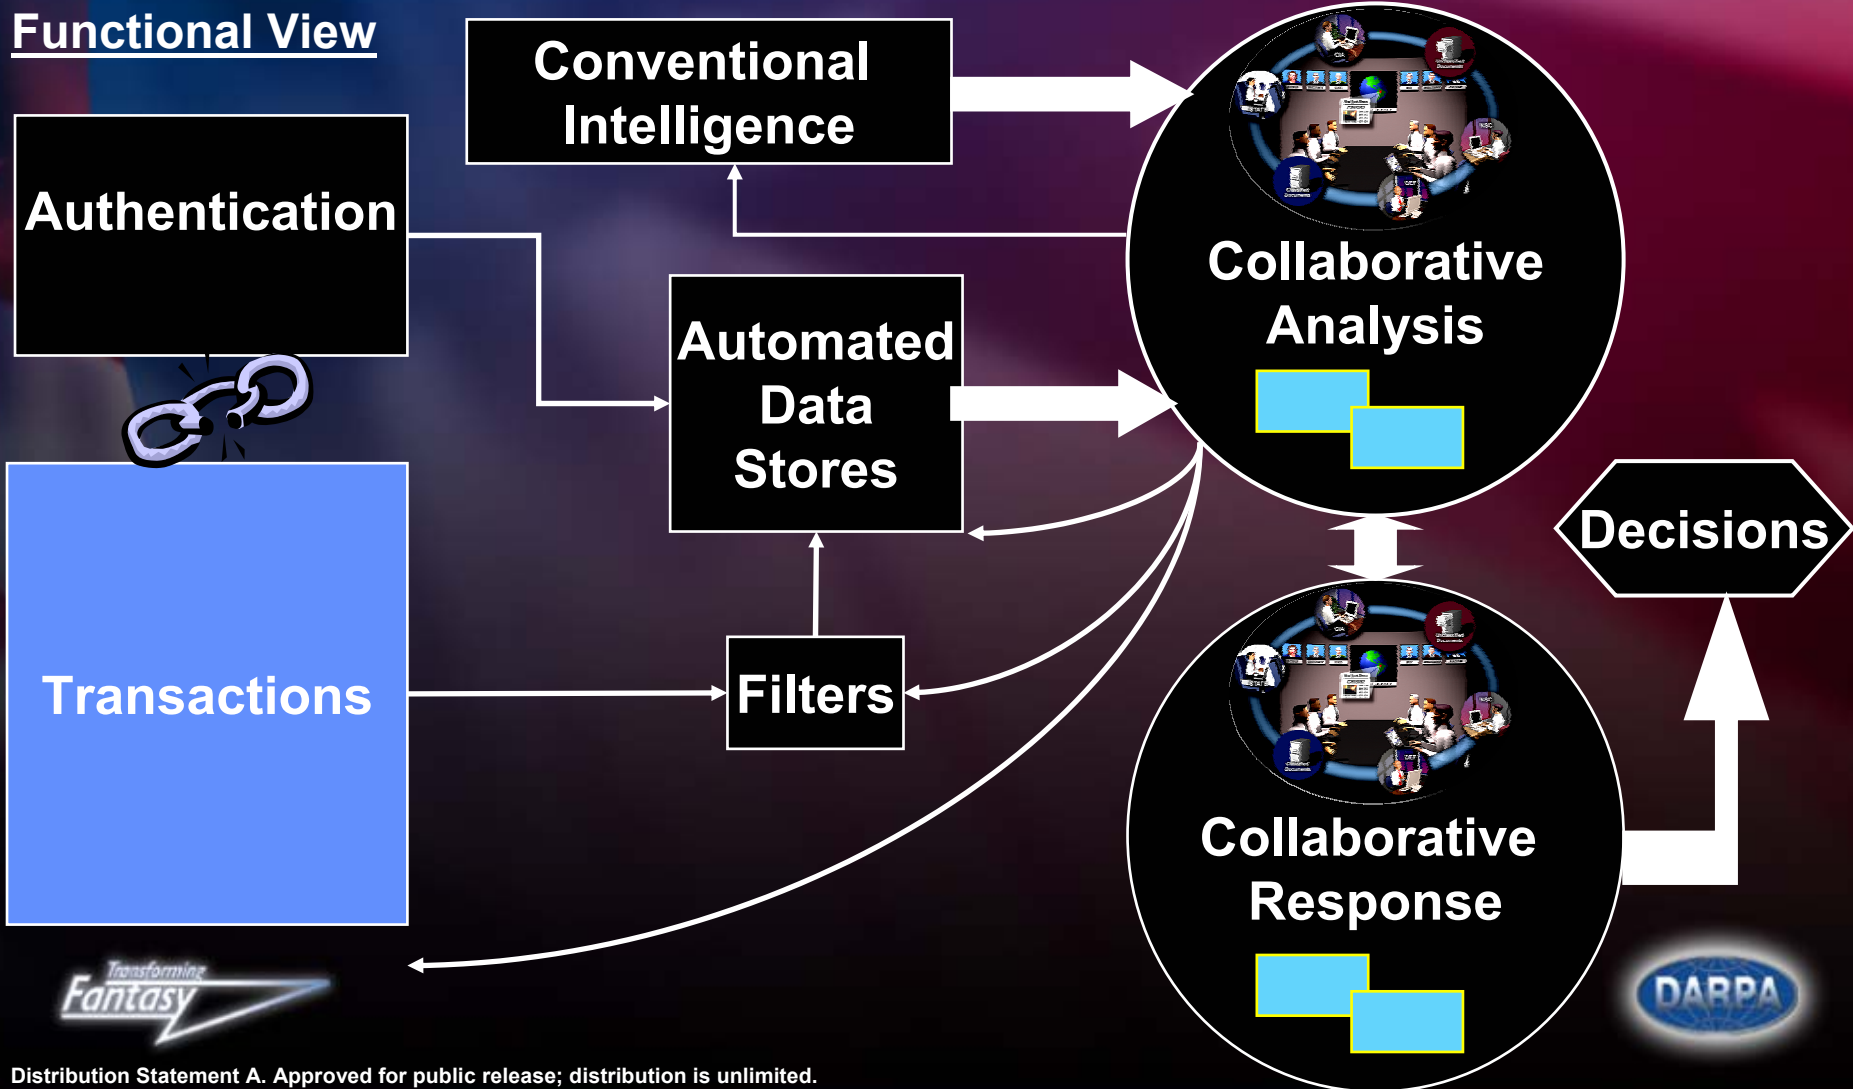 Functional View
Conventional
Intelligence
Authentication
Collaborative
Analysis
Automated
Data
Stores
Decisions
Transactions
Filters
Collaborative
Response
Transforming
Fantasy
DARPA
Distribution Statement A. Approved for public release; distribution is unlimited.